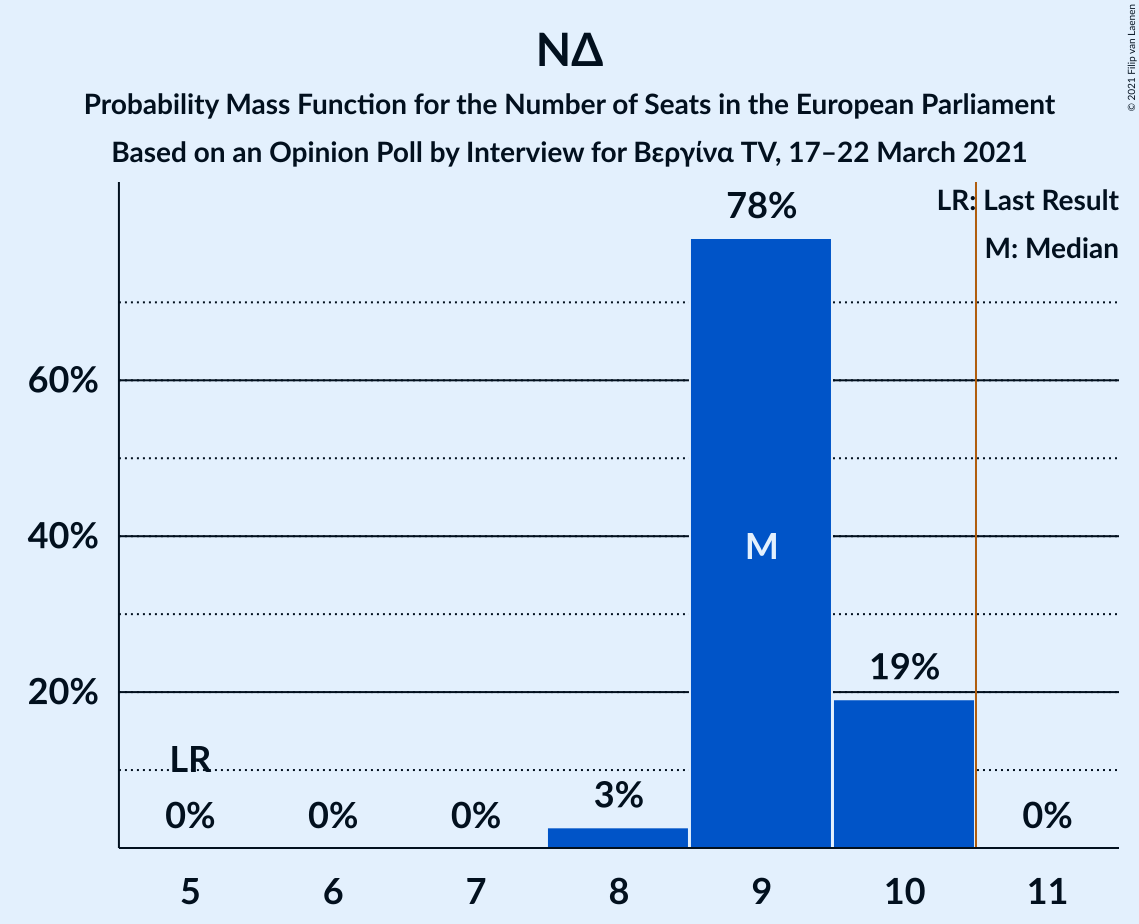 ΝΔ
Probability Mass Function for the Number of Seats in the European Parliament
Based on an Opinion Poll by Interview for Βεργίνα TV, 17–22 March 2021
© 2021 Filip van Laenen
LR: Last Result
M: Median
78%
60%
40%
M
20%
19%
LR
0%
0%
0%
3%
0%
5
6
7
8
9
10
11